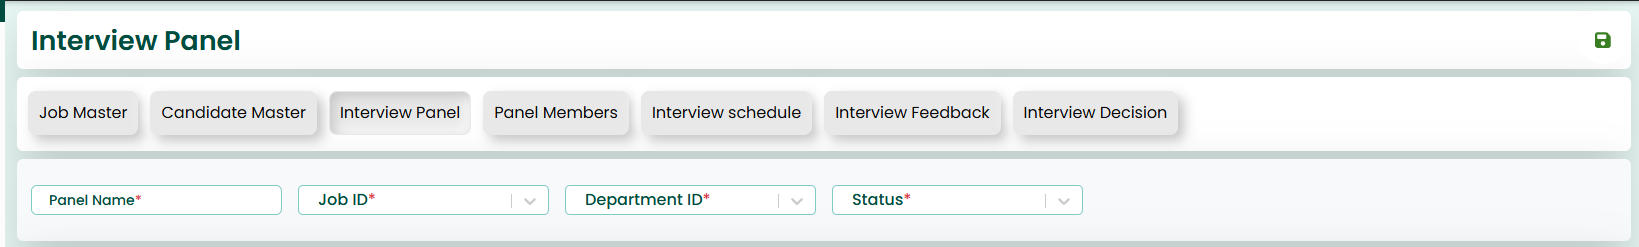 Interview Panel
Job Master Candidate Master Interview Panel Panel Members Interview schedule Interview Feedback Interview Decision
Panel Name* Job ID* Department ID* Status*